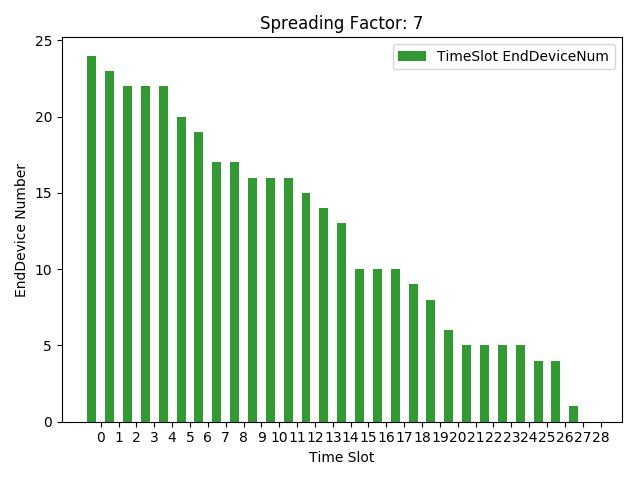 Spreading Factor: 7
TimeSlot EndDeviceNum
EndDevice Number
25
20
15
10
5
0
0 1 2 3 4 5 6 7 8 9 10 11 12 13 14 15 16 17 18 19 20 21 22 23 24 25 26 27 28
Time Slot